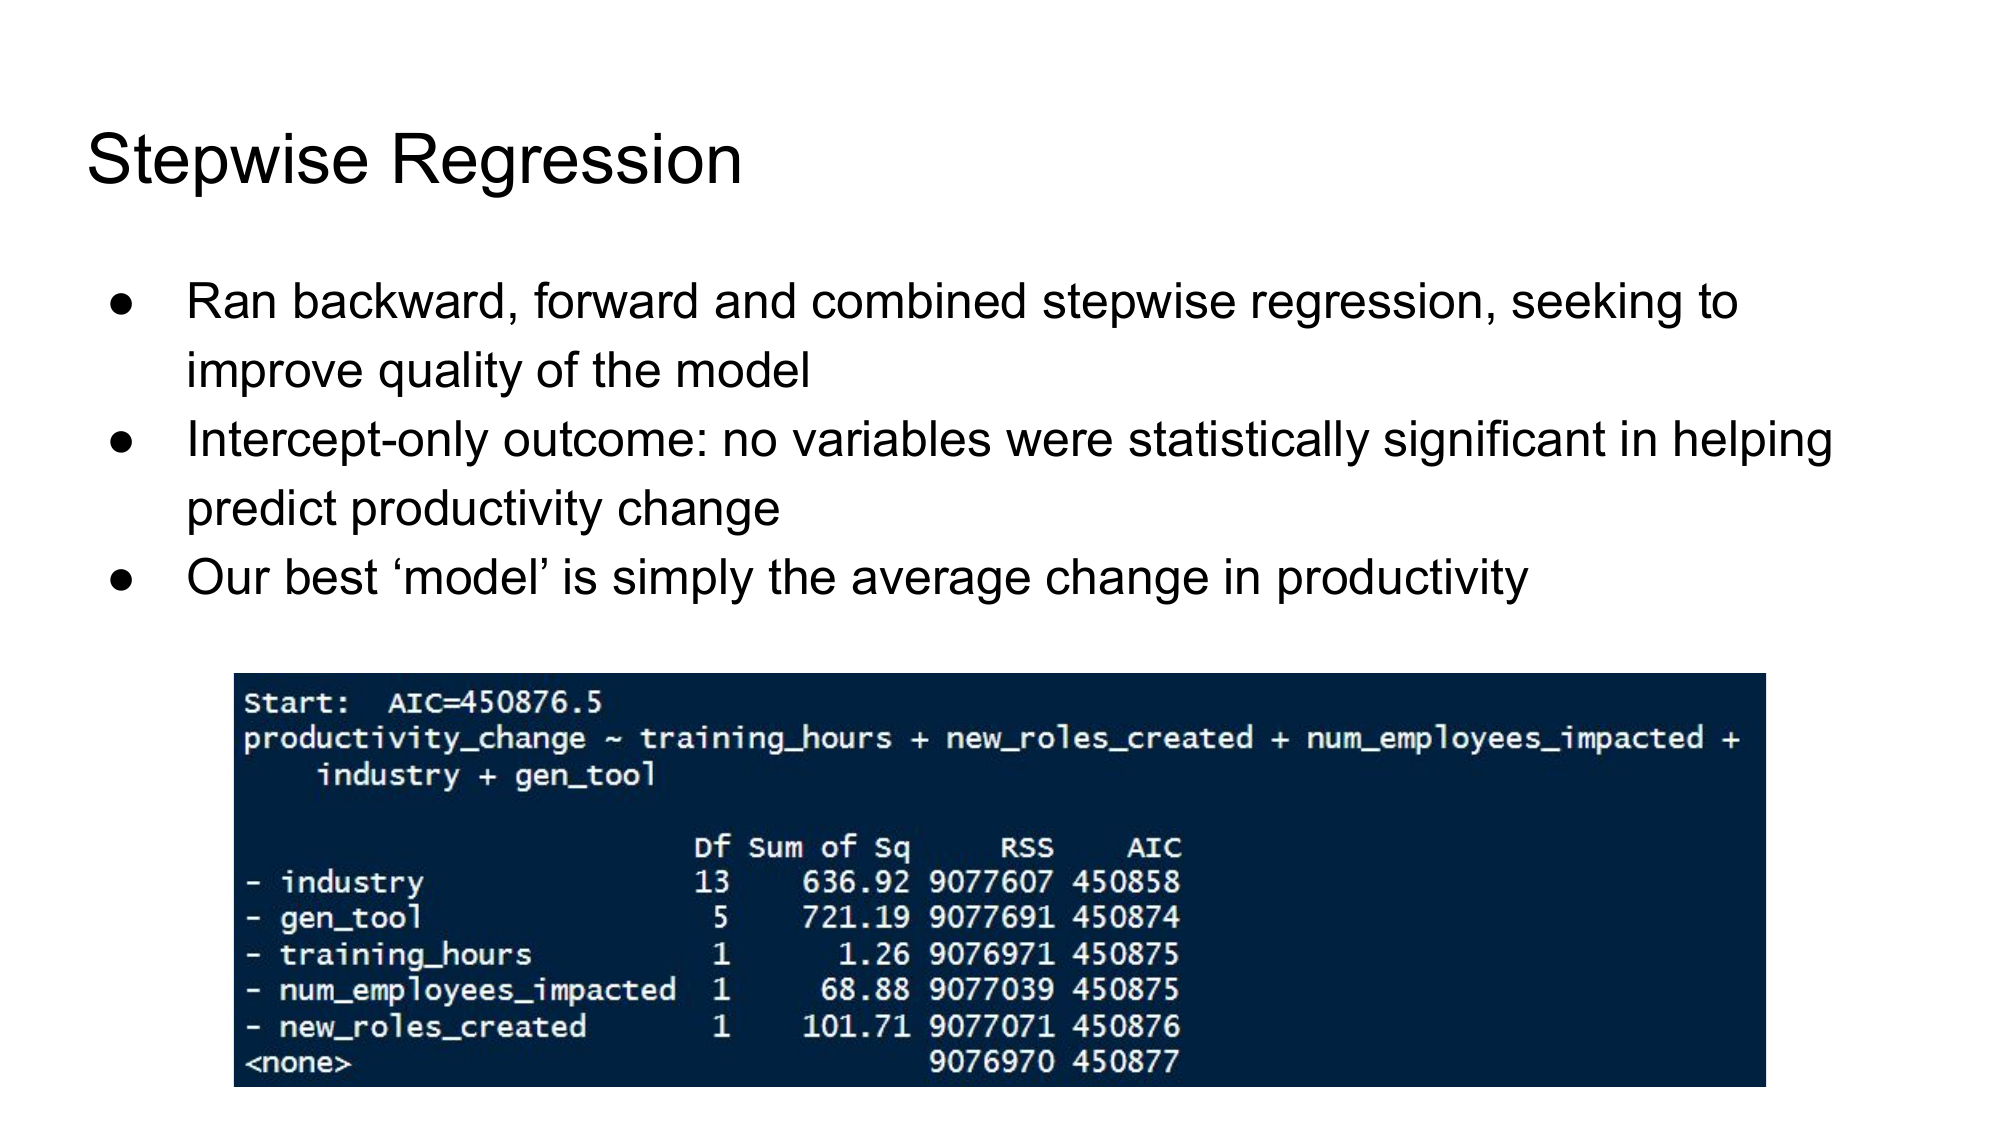 Stepwise Regression
● Ran backward, forward and combined stepwise regression, seeking to
improve quality of the model
● Intercept-only outcome: no variables were statistically significant in helping
predict productivity change
● Our best ‘model’ is simply the average change in productivity
Start:  AIC=450876.5
productivity_change ~ training_hours + new_roles_created + num_employees_impacted +
    industry + gen_tool
                         Df Sum of Sq     RSS    AIC
- industry               13    636.92 9077607 450858
- gen_tool                5    721.19 9077691 450874
- training_hours          1      1.26 9076971 450875
- num_employees_impacted  1     68.88 9077039 450875
- new_roles_created       1    101.71 9077071 450876
<none>                                9076970 450877